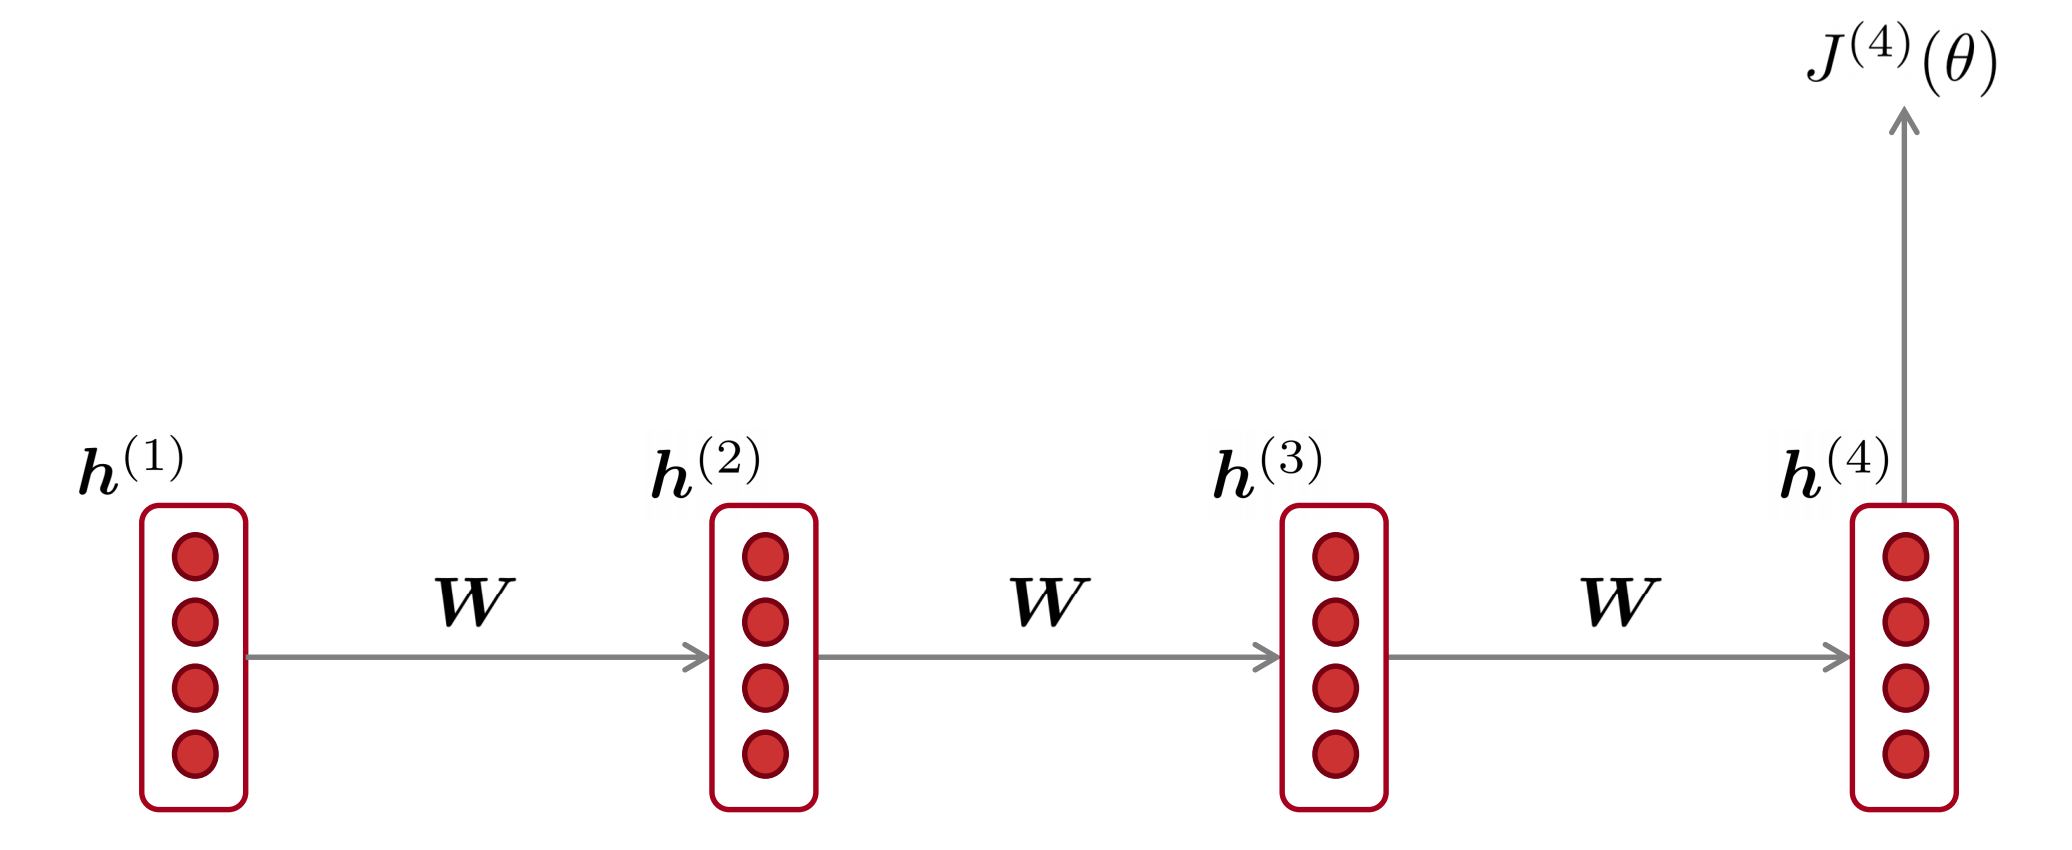 J^{(4)}(θ)
h^{(1)} h^{(2)} h^{(3)} h^{(4)}
W W W